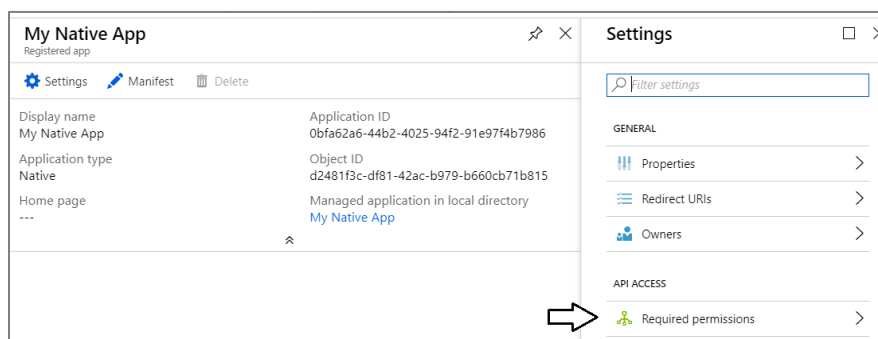 My Native App
Registered app
Settings Manifest Delete
Display name
My Native App
Application type
Native
Home page
---
Application ID
0bfa62a6-44b2-4025-94f2-91e97f4b7986
Object ID
d2481f3c-df81-42ac-b979-b660cb71b815
Managed application in local directory
My Native App
Settings
Filter settings
GENERAL
Properties
Redirect URIs
Owners
API ACCESS
Required permissions